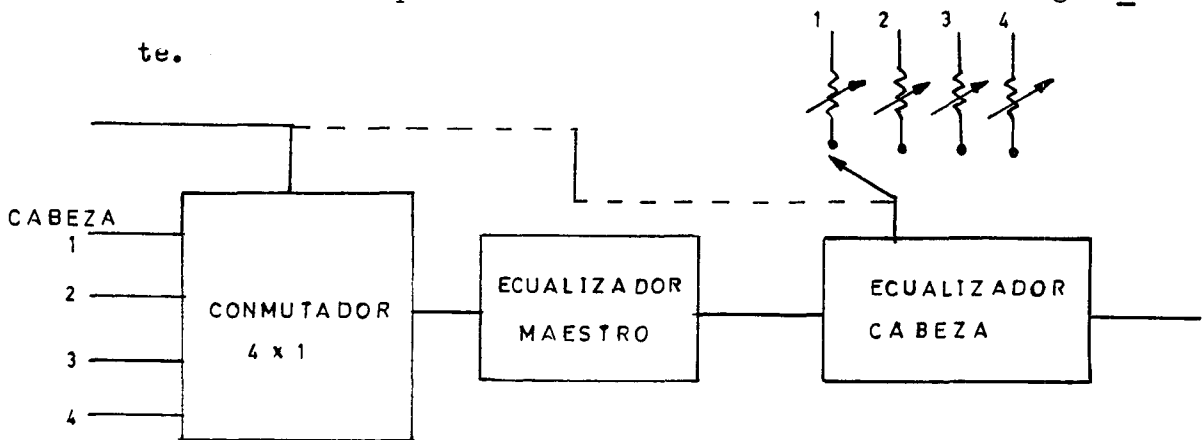 te.
1 2 3 4
CABEZA
1
2
3
4
CONMUTADOR
4 x 1
ECUALIZADOR
MAESTRO
ECUALIZADOR
CABEZA